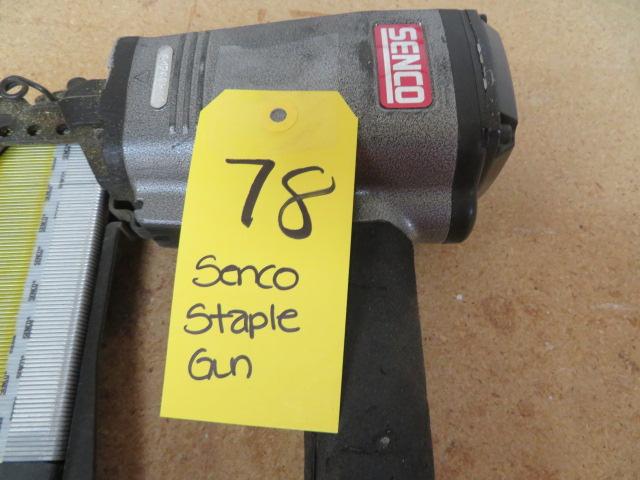 SENCO
78
Senco
Staple
Gun